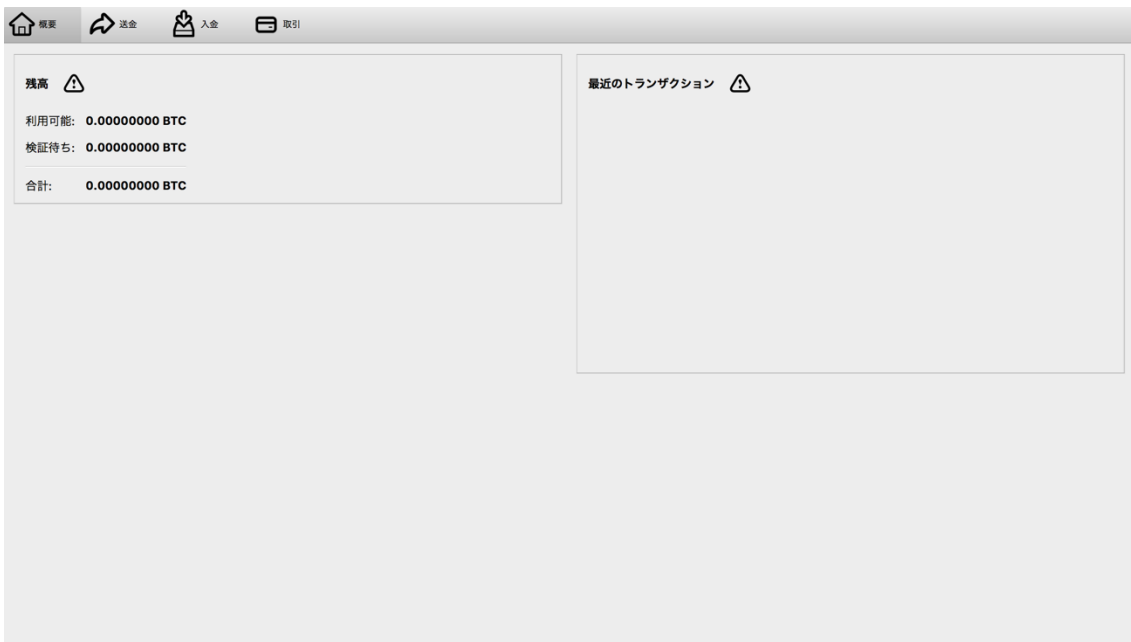 概要 送金 入金 取引
残高
利用可能: 0.00000000 BTC
検証待ち: 0.00000000 BTC
合計: 0.00000000 BTC
最近のトランザクション